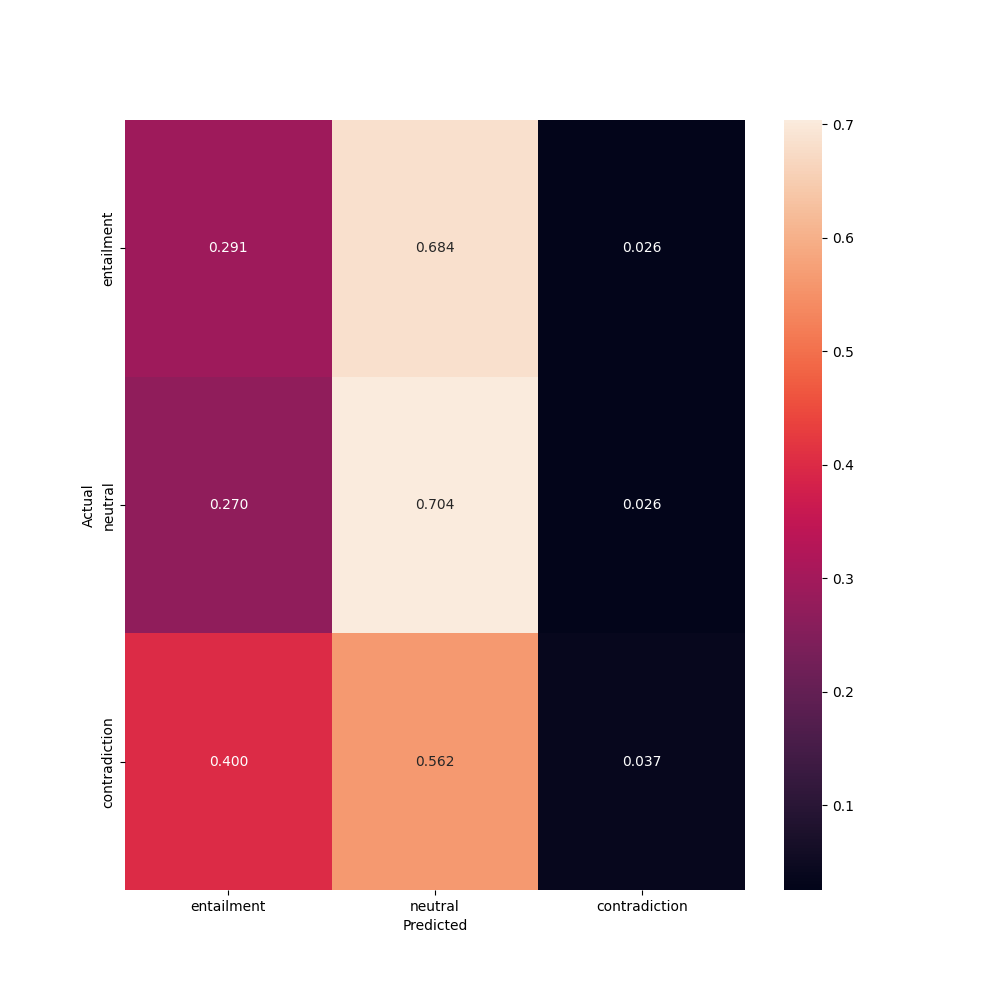 0.7
entailment
0.291 0.684 0.026
0.6
0.5
0.4
Actual
neutral
0.270 0.704 0.026
0.3
0.2
contradiction
0.400 0.562 0.037
0.1
entailment neutral contradiction
Predicted